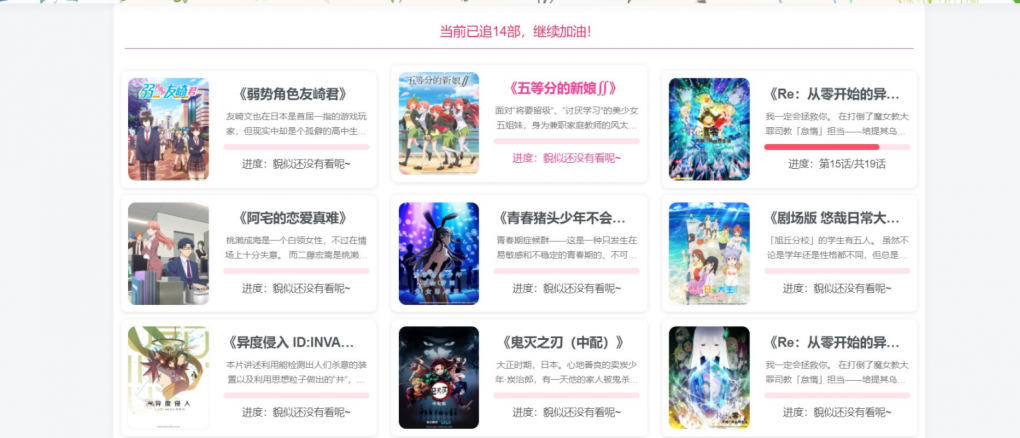 当前已追14部，继续加油!
弱势角色友崎君
《弱势角色友崎君》
友崎文也在日本是首屈一指的游戏玩
家，但现实中却是个孤僻的高中生...
进度：貌似还没有看呢~
五等分的新娘∬
《五等分的新娘∬》
面对“将要留级”、“讨厌学习”的美少女
五姐妹，身为兼职家庭教师的风太...
进度：貌似还没有看呢~
《Re：从零开始的异...
我一定会拯救你。 在打倒了魔女教大
罪司教「怠惰」担当——培提其乌...
进度：第15话/共19话
《阿宅的恋爱真难》
桃濑成海是一个白领女性，不过在情
场上十分失意。 而二藤宏嵩是桃濑...
进度：貌似还没有看呢~
《青春猪头少年不会...
青春期症候群——这是一种只发生在
易敏感和不稳定的青春期的、不可...
进度：貌似还没有看呢~
《剧场版 悠哉日常大...
「旭丘分校」的学生有五人。 虽然不
论是学年还是性格都不同，但总是...
进度：貌似还没有看呢~
异度侵入
《异度侵入 ID:INVA...
本片讲述利用能检测出人们杀意的装
置以及利用思想粒子做出的“井”，...
进度：貌似还没有看呢~
《鬼灭之刃（中配）》
大正时期，日本。心地善良的卖炭少
年 炭治郎，有一天他的家人被鬼杀...
进度：貌似还没有看呢~
《Re：从零开始的异...
我一定会拯救你。 在打倒了魔女教大
罪司教「怠惰」担当——培提其乌...
进度：貌似还没有看呢~